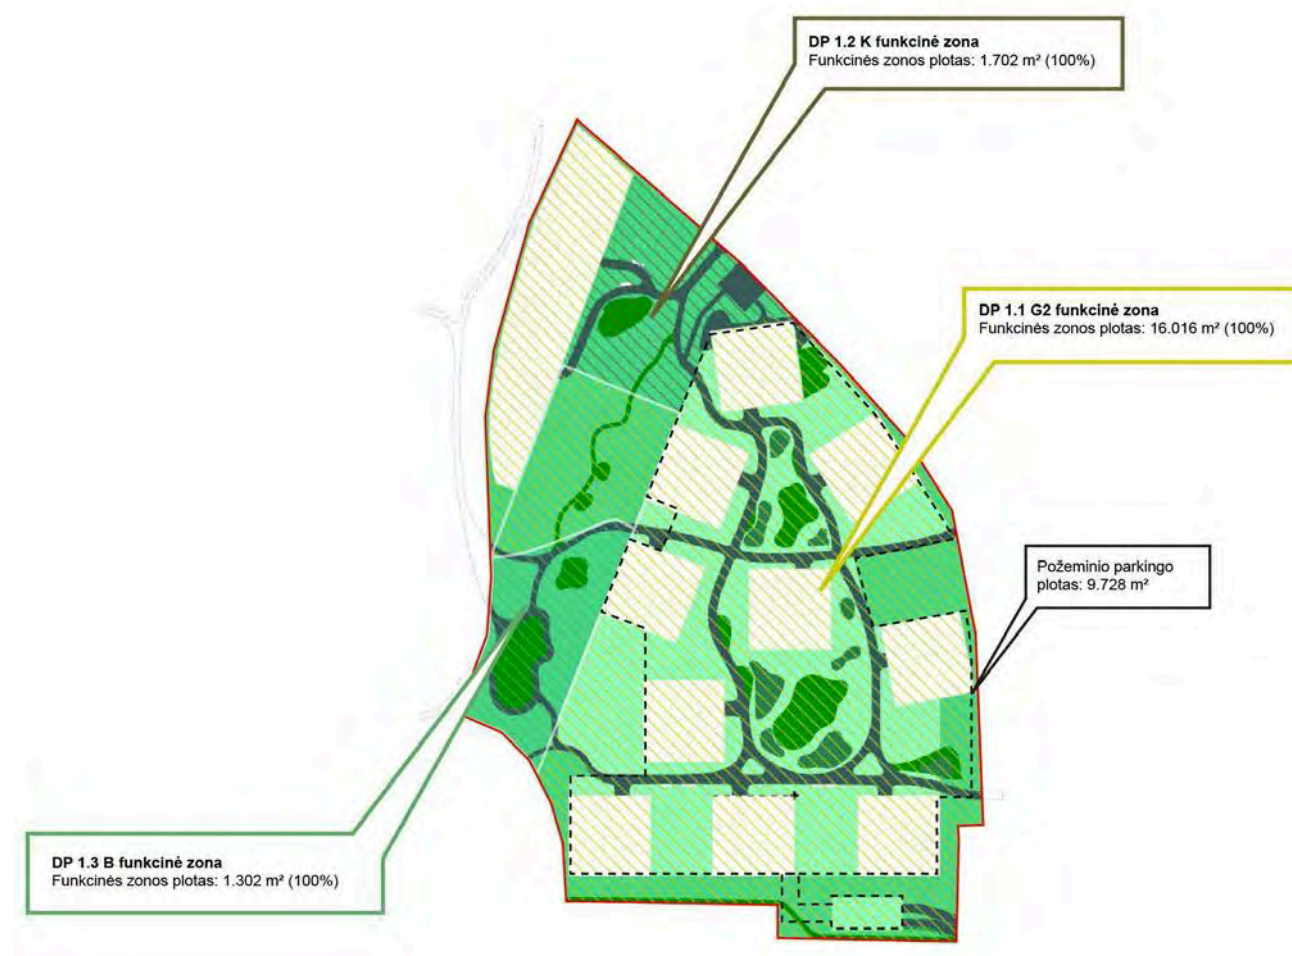 DP 1.2 K funkcinė zona
Funkcinės zonos plotas: 1.702 m² (100%)
DP 1.1 G2 funkcinė zona
Funkcinės zonos plotas: 16.016 m² (100%)
Požeminio parkingo
plotas: 9.728 m²
DP 1.3 B funkcinė zona
Funkcinės zonos plotas: 1.302 m² (100%)